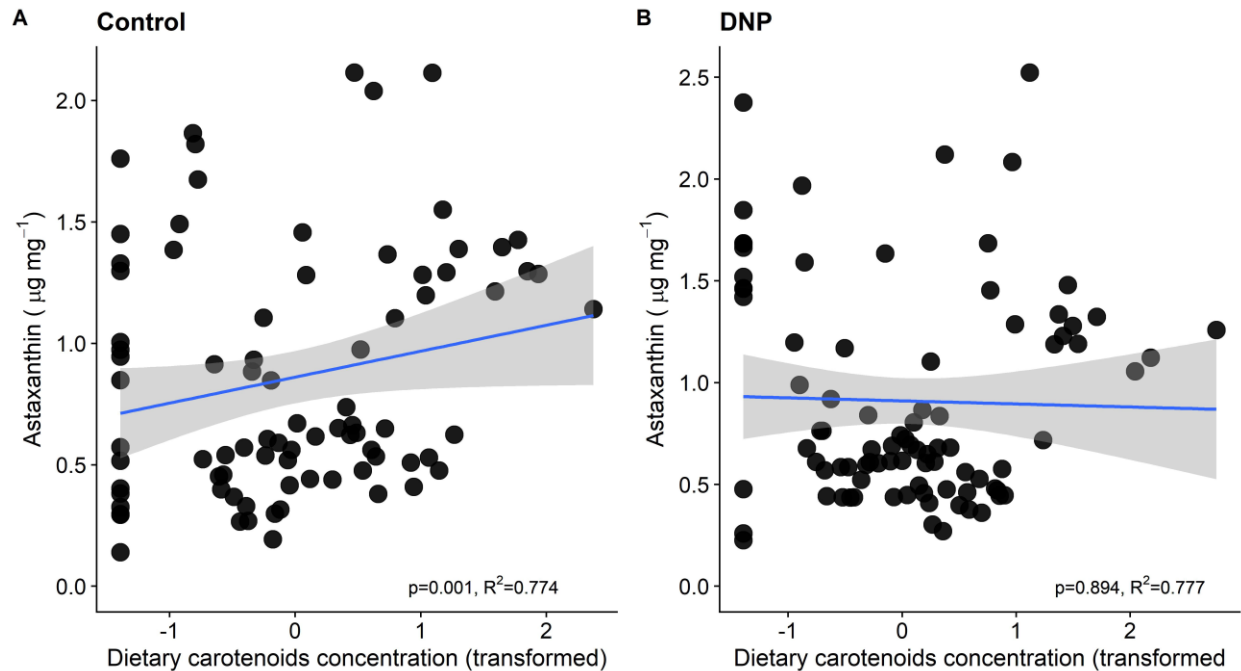 A Control
Astaxanthin ( μg mg⁻¹)
2.0
1.5
1.0
0.5
0.0
p=0.001, R²=0.774
-1 0 1 2
Dietary carotenoids concentration (transformed)
B DNP
Astaxanthin ( μg mg⁻¹)
2.5
2.0
1.5
1.0
0.5
0.0
p=0.894, R²=0.777
-1 0 1 2
Dietary carotenoids concentration (transformed